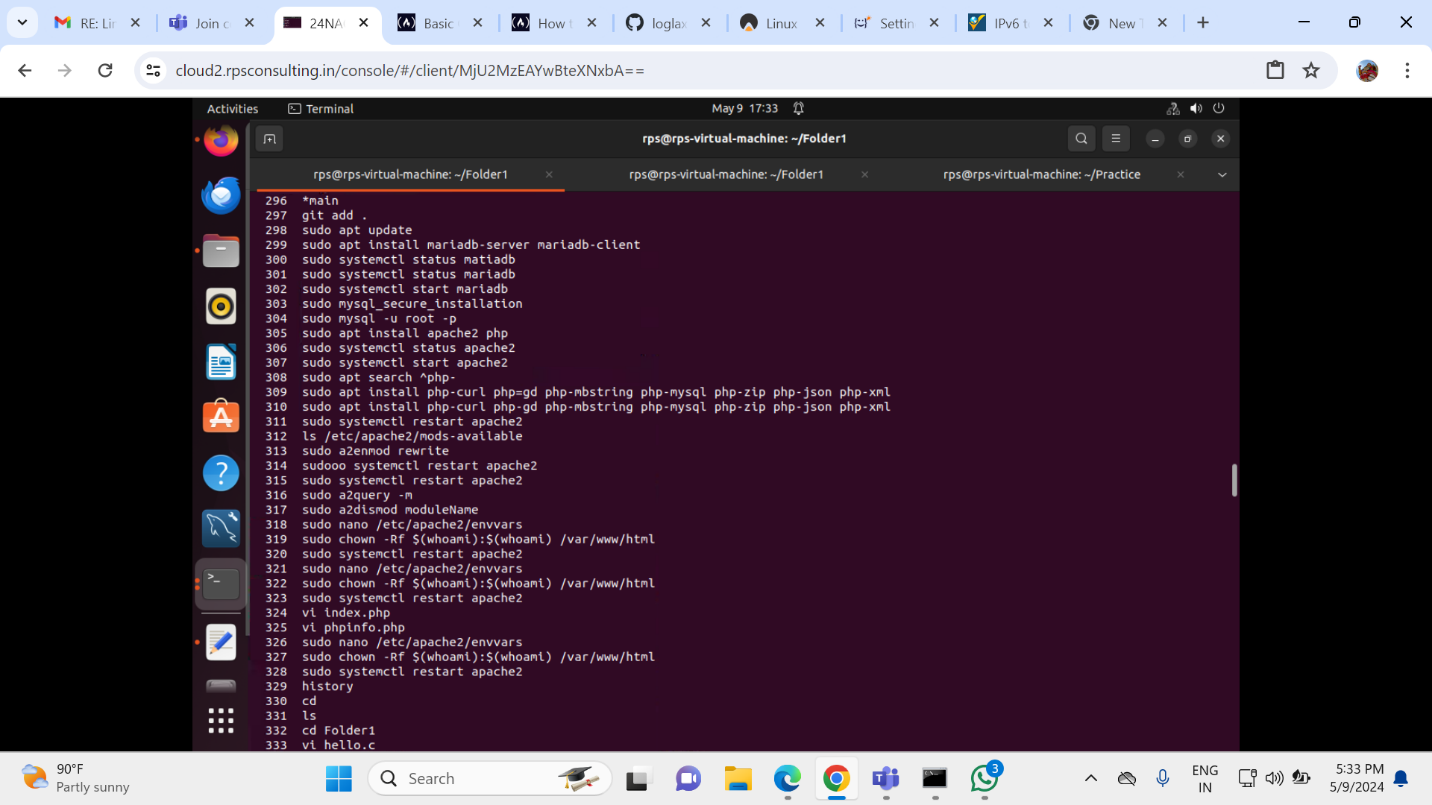 RE: Lir
Join c
24NA
Basic
How t
loglax
Linux
Settin
IPv6 t
New T
cloud2.rpsconsulting.in/console/#/client/MjU2MzEAYwBteXNxbA==
Activities
Terminal
May 9 17:33
rps@rps-virtual-machine: ~/Folder1
rps@rps-virtual-machine: ~/Folder1
rps@rps-virtual-machine: ~/Folder1
rps@rps-virtual-machine: ~/Practice
296 *main
297 git add .
298 sudo apt update
299 sudo apt install mariadb-server mariadb-client
300 sudo systemctl status matiadb
301 sudo systemctl status mariadb
302 sudo systemctl start mariadb
303 sudo mysql_secure_installation
304 sudo mysql -u root -p
305 sudo apt install apache2 php
306 sudo systemctl status apache2
307 sudo systemctl start apache2
308 sudo apt search ^php-
309 sudo apt install php-curl php=gd php-mbstring php-mysql php-zip php-json php-xml
310 sudo apt install php-curl php-gd php-mbstring php-mysql php-zip php-json php-xml
311 sudo systemctl restart apache2
312 ls /etc/apache2/mods-available
313 sudo a2enmod rewrite
314 sudooo systemctl restart apache2
315 sudo systemctl restart apache2
316 sudo a2query -m
317 sudo a2dismod moduleName
318 sudo nano /etc/apache2/envvars
319 sudo chown -Rf $(whoami):$(whoami) /var/www/html
320 sudo systemctl restart apache2
321 sudo nano /etc/apache2/envvars
322 sudo chown -Rf $(whoami):$(whoami) /var/www/html
323 sudo systemctl restart apache2
324 vi index.php
325 vi phpinfo.php
326 sudo nano /etc/apache2/envvars
327 sudo chown -Rf $(whoami):$(whoami) /var/www/html
328 sudo systemctl restart apache2
329 history
330 cd
331 ls
332 cd Folder1
333 vi hello.c
90°F
Partly cloudy
Search
3
ENG
IN
5:33 PM
5/9/2024